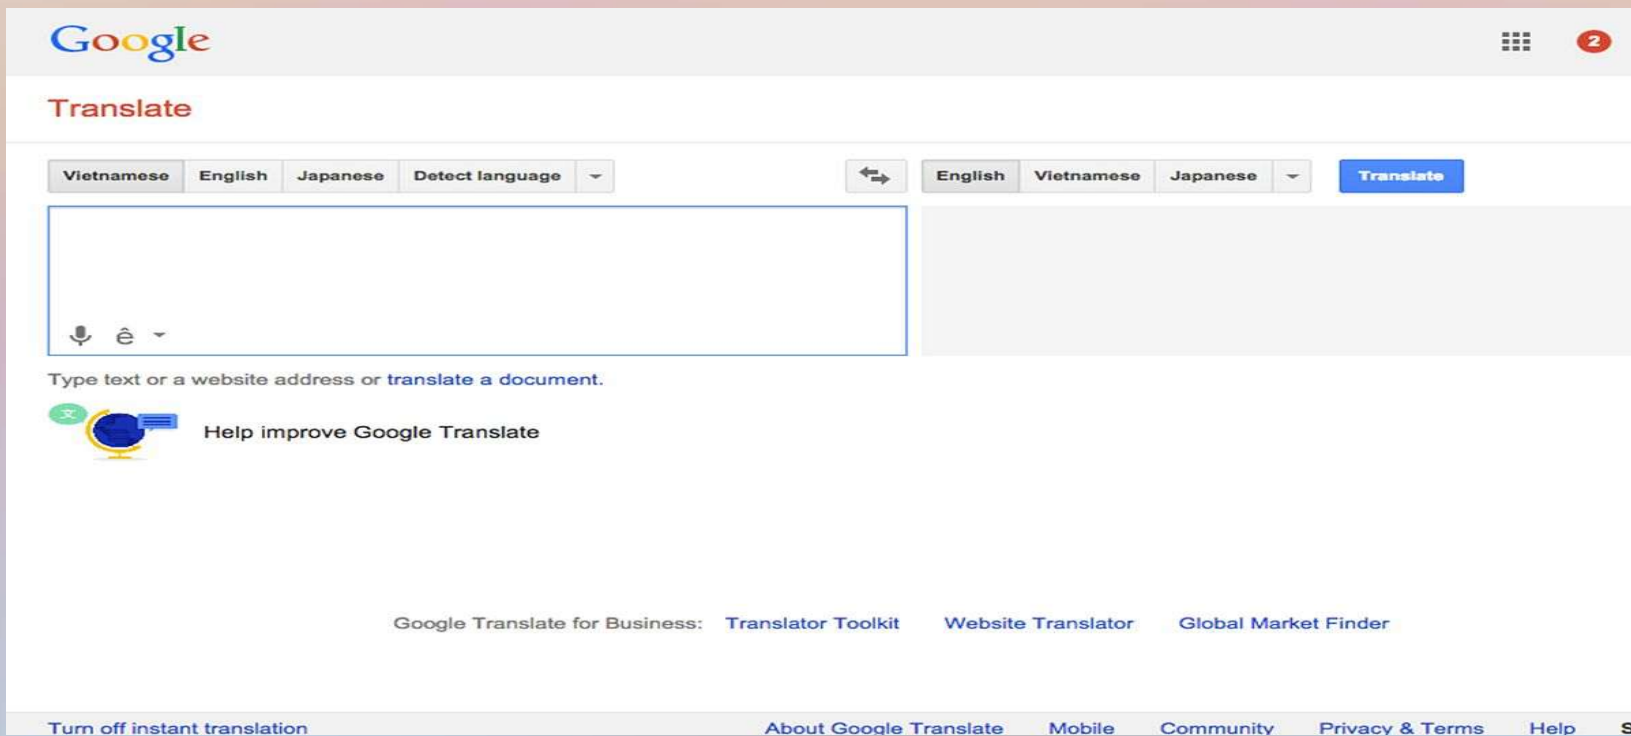 Google 2
Translate
Vietnamese English Japanese Detect language English Vietnamese Japanese Translate
ê
Type text or a website address or translate a document.
文
Help improve Google Translate
Google Translate for Business: Translator Toolkit Website Translator Global Market Finder
Turn off instant translation About Google Translate Mobile Community Privacy & Terms Help S